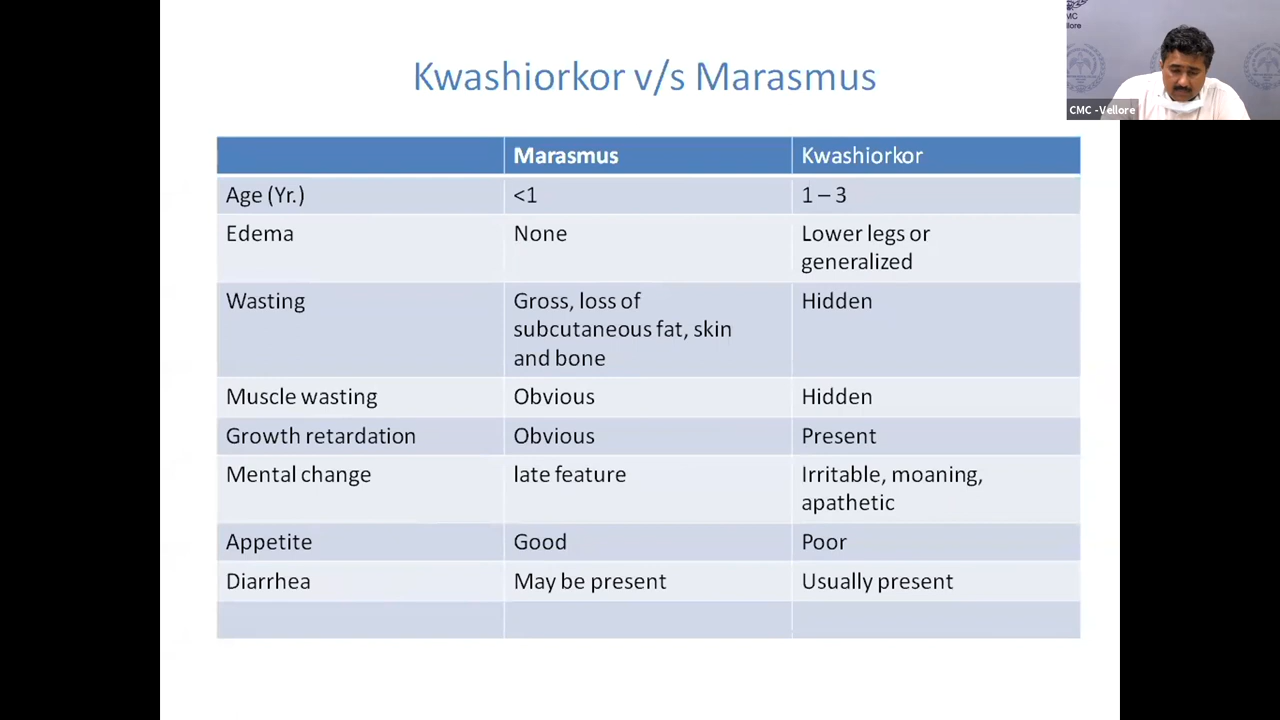 MC
llore
CMC -Vellore
Kwashiorkor v/s Marasmus
Marasmus Kwashiorkor
Age (Yr.) <1 1 – 3
Edema None Lower legs or
generalized
Wasting Gross, loss of Hidden
subcutaneous fat, skin
and bone
Muscle wasting Obvious Hidden
Growth retardation Obvious Present
Mental change late feature Irritable, moaning,
apathetic
Appetite Good Poor
Diarrhea May be present Usually present